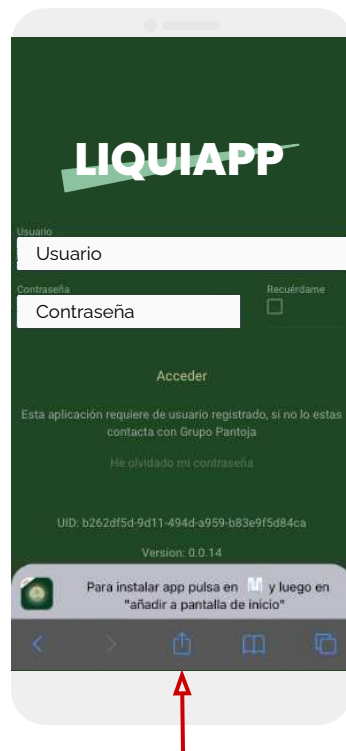 LIQUIAPP
Usuario
Usuario
Contraseña
Recuérdame
Contraseña
Acceder
Esta aplicación requiere de usuario registrado, si no lo estas
contacta con Grupo Pantoja
He olvidado mi contraseña
UID: b262df5d-9d11-494d-a959-b83e9f5d84ca
Version: 0.0.14
Para instalar app pulsa en y luego en
"añadir a pantalla de inicio"